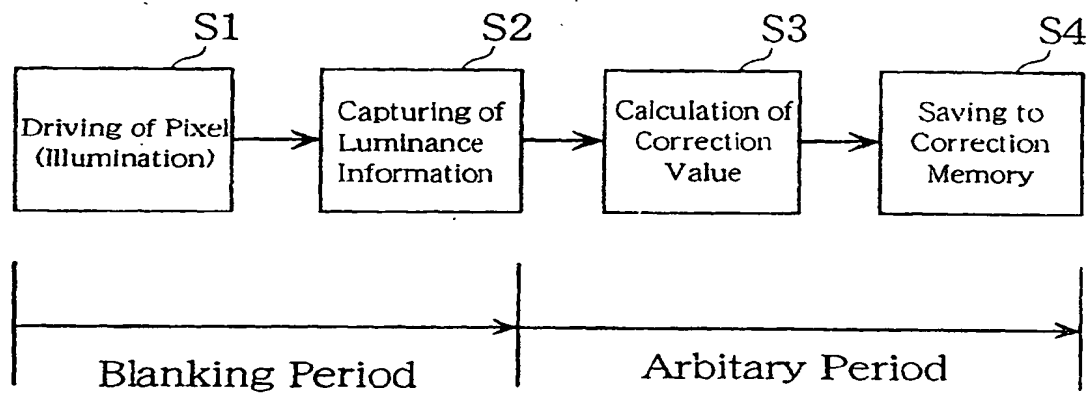 S1
S2
S3
S4
Driving of Pixel
(Illumination)
Capturing of
Luminance
Information
Calculation of
Correction
Value
Saving to
Correction
Memory
Blanking Period
Arbitary Period